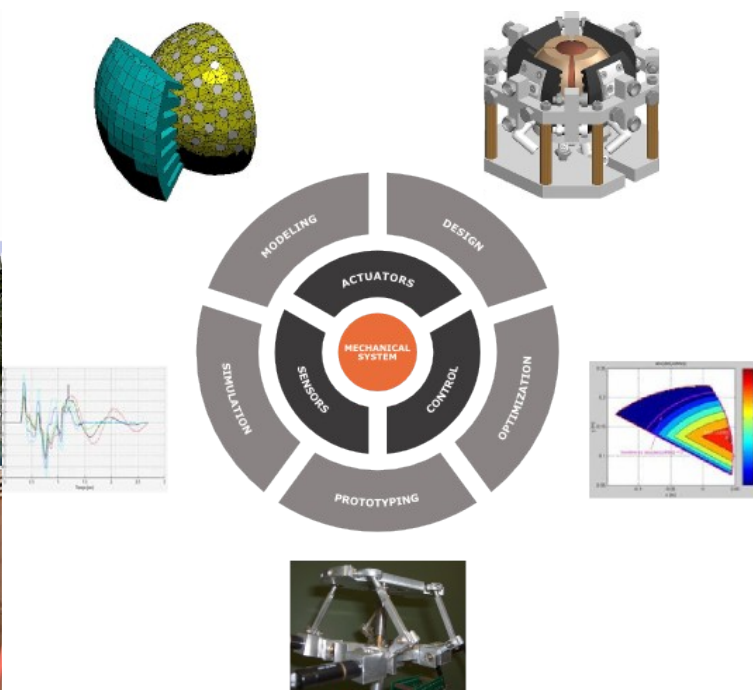 MODELING
DESIGN
ACTUATORS
MECHANICAL
SYSTEM
SENSORS
CONTROL
SIMULATION
OPTIMIZATION
PROTOTYPING